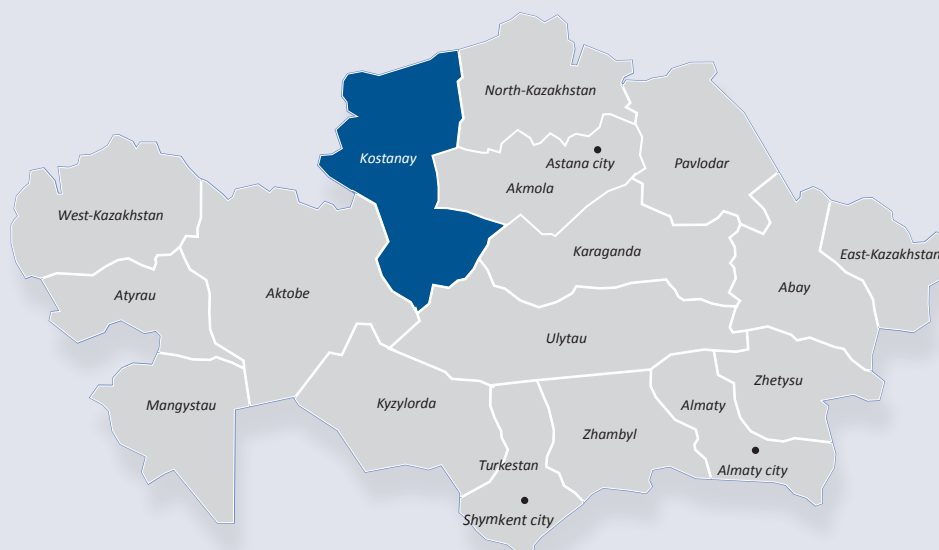 North-Kazakhstan
Kostanay
Astana city
Pavlodar
Akmola
West-Kazakhstan
Karaganda
East-Kazakhstan
Abay
Atyrau
Aktobe
Ulytau
Zhetysu
Mangystau
Kyzylorda
Almaty
Zhambyl
Turkestan
Almaty city
Shymkent city